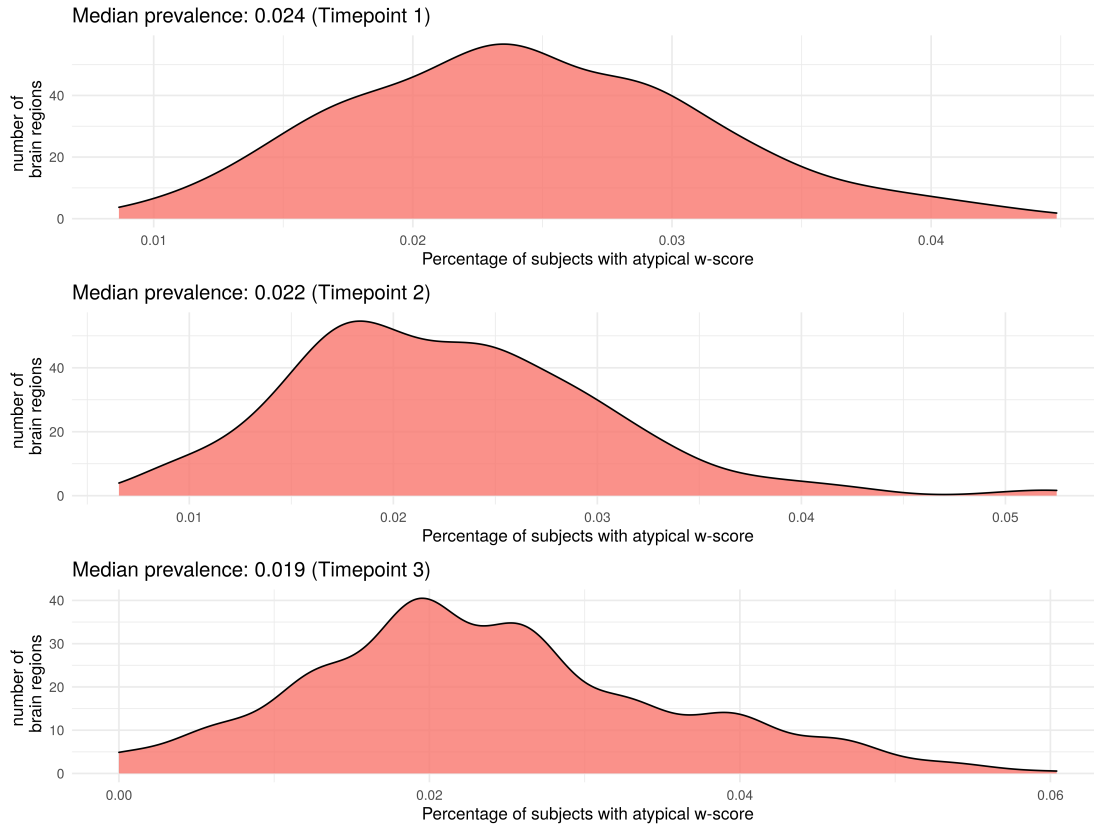 Median prevalence: 0.024 (Timepoint 1)
number of
brain regions
40
20
0
0.01 0.02 0.03 0.04
Percentage of subjects with atypical w-score
Median prevalence: 0.022 (Timepoint 2)
number of
brain regions
40
20
0
0.01 0.02 0.03 0.04 0.05
Percentage of subjects with atypical w-score
Median prevalence: 0.019 (Timepoint 3)
number of
brain regions
40
30
20
10
0
0.00 0.02 0.04 0.06
Percentage of subjects with atypical w-score